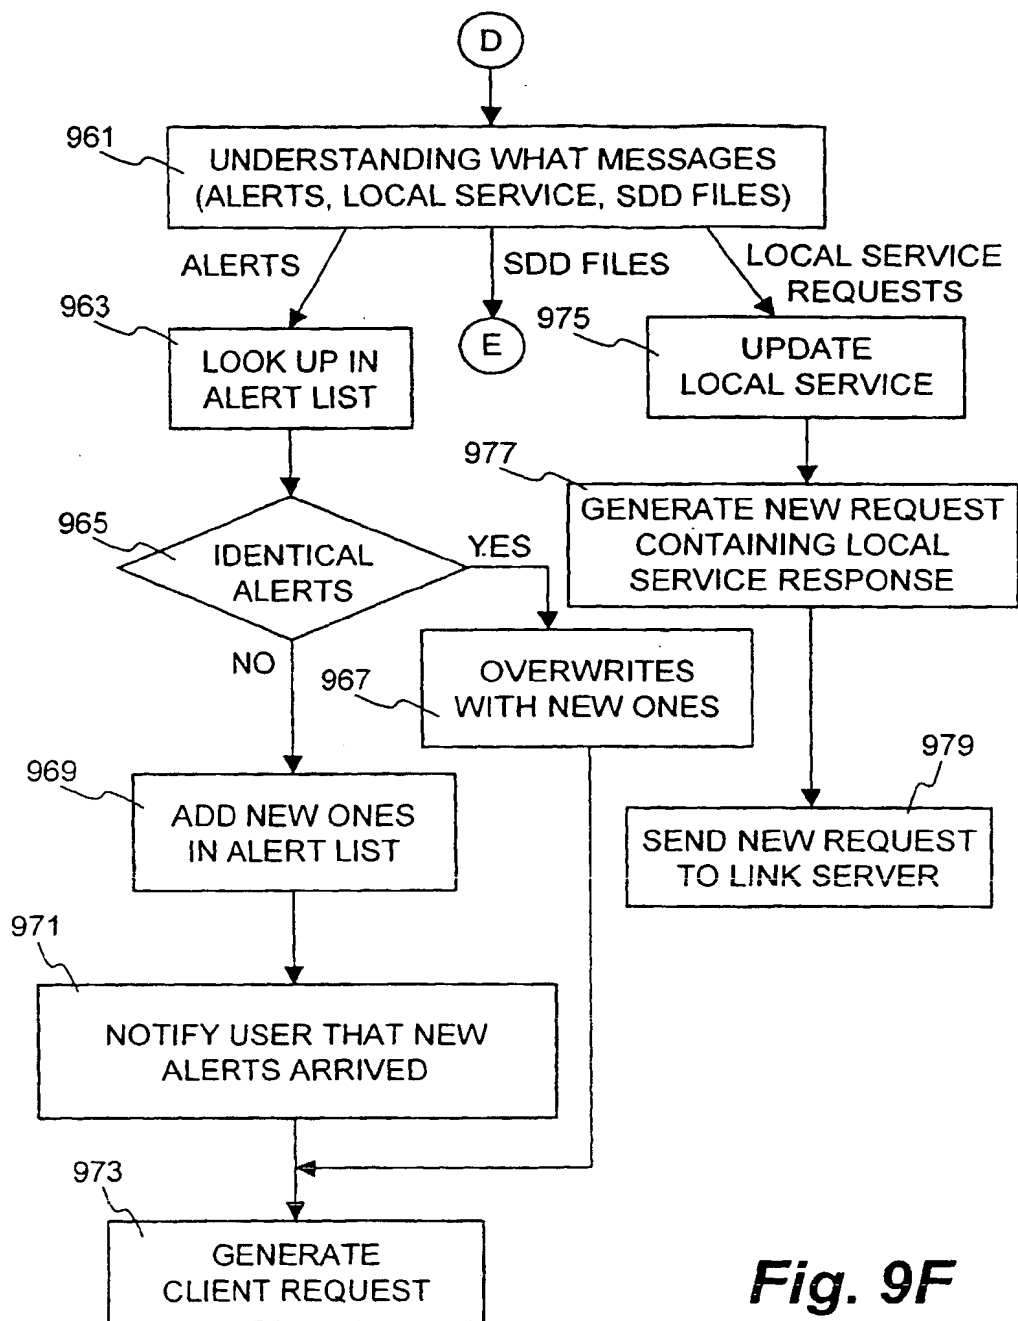 D
961
UNDERSTANDING WHAT MESSAGES
(ALERTS, LOCAL SERVICE, SDD FILES)
ALERTS
SDD FILES
LOCAL SERVICE
REQUESTS
963
LOOK UP IN
ALERT LIST
E
975
UPDATE
LOCAL SERVICE
965
IDENTICAL
ALERTS
YES
NO
977
GENERATE NEW REQUEST
CONTAINING LOCAL
SERVICE RESPONSE
967
OVERWRITES
WITH NEW ONES
969
ADD NEW ONES
IN ALERT LIST
979
SEND NEW REQUEST
TO LINK SERVER
971
NOTIFY USER THAT NEW
ALERTS ARRIVED
973
GENERATE
CLIENT REQUEST
Fig. 9F